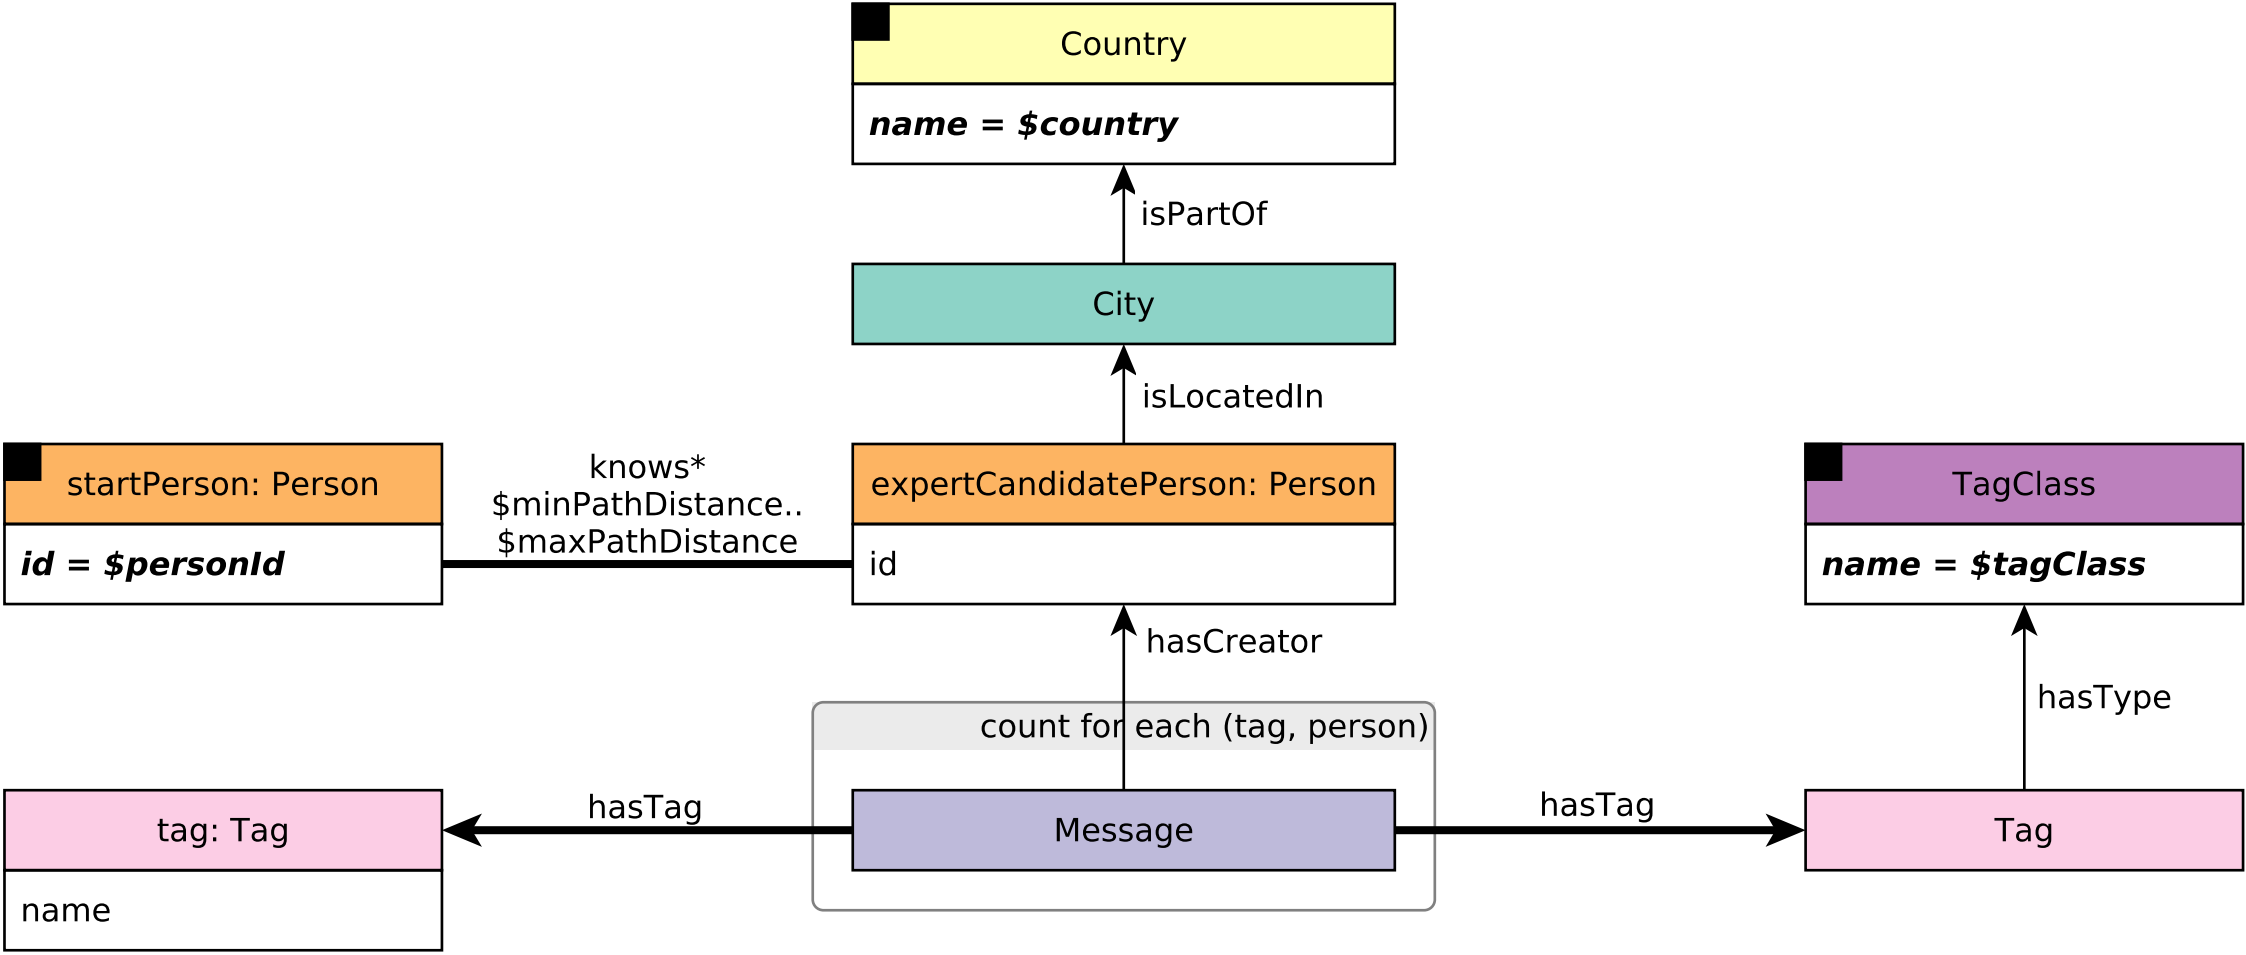 Country
name = $country
isPartOf
City
isLocatedIn
startPerson: Person
id = $personId
knows*
$minPathDistance..
$maxPathDistance
expertCandidatePerson: Person
id
TagClass
name = $tagClass
hasCreator
hasType
count for each (tag, person)
tag: Tag
name
hasTag
Message
hasTag
Tag